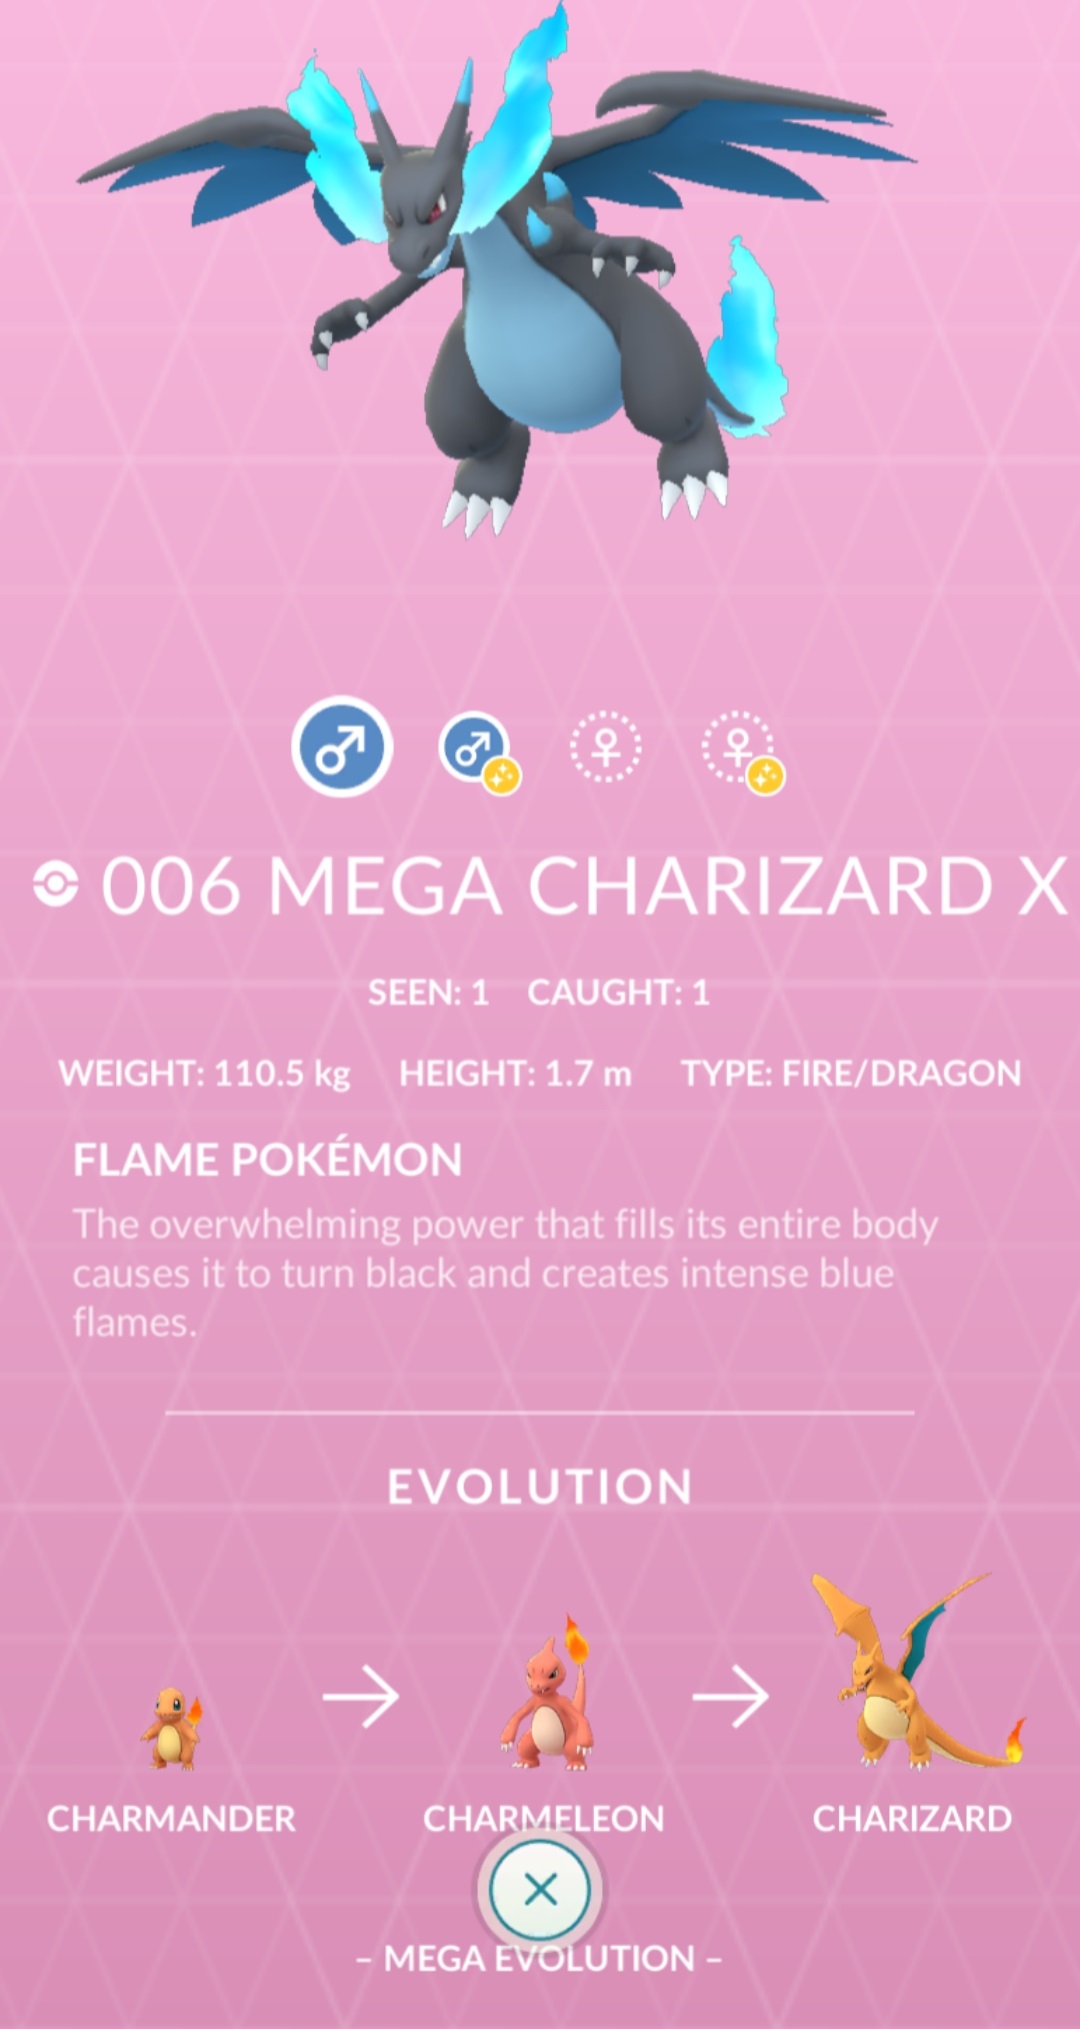 006 MEGA CHARIZARD X
SEEN: 1 CAUGHT: 1
WEIGHT: 110.5 kg HEIGHT: 1.7 m TYPE: FIRE/DRAGON
FLAME POKÉMON
The overwhelming power that fills its entire body
causes it to turn black and creates intense blue
flames.
EVOLUTION
CHARMANDER CHARMELEON CHARIZARD
– MEGA EVOLUTION –